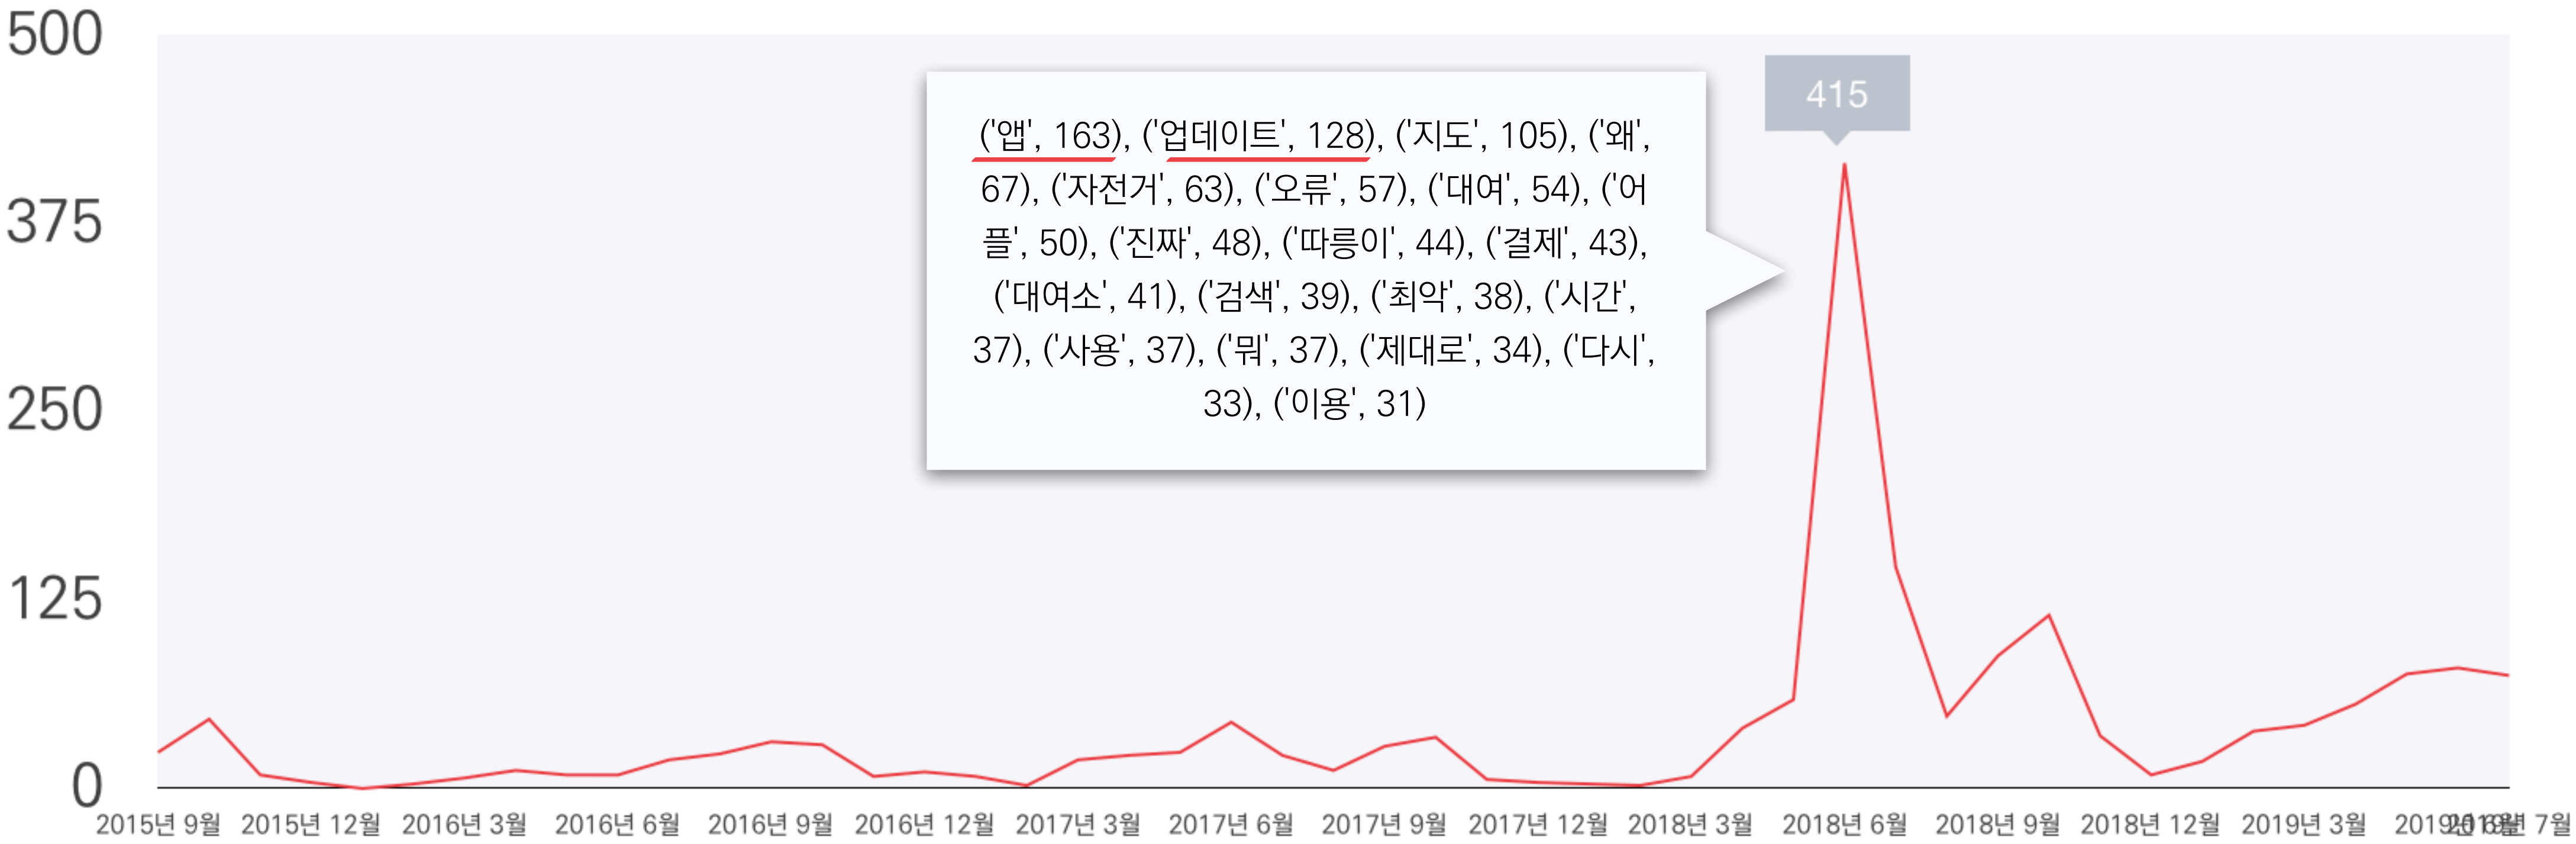 500
415
('앱', 163), ('업데이트', 128), ('지도', 105), ('왜',
67), ('자전거', 63), ('오류', 57), ('대여', 54), ('어
플', 50), ('진짜', 48), ('따릉이', 44), ('결제', 43),
('대여소', 41), ('검색', 39), ('최악', 38), ('시간',
37), ('사용', 37), ('뭐', 37), ('제대로', 34), ('다시',
33), ('이용', 31)
375
250
125
0
2015년 9월 2015년 12월 2016년 3월 2016년 6월 2016년 9월 2016년 12월 2017년 3월 2017년 6월 2017년 9월 2017년 12월 2018년 3월 2018년 6월 2018년 9월 2018년 12월 2019년 3월 2019년 6월 2019년 7월